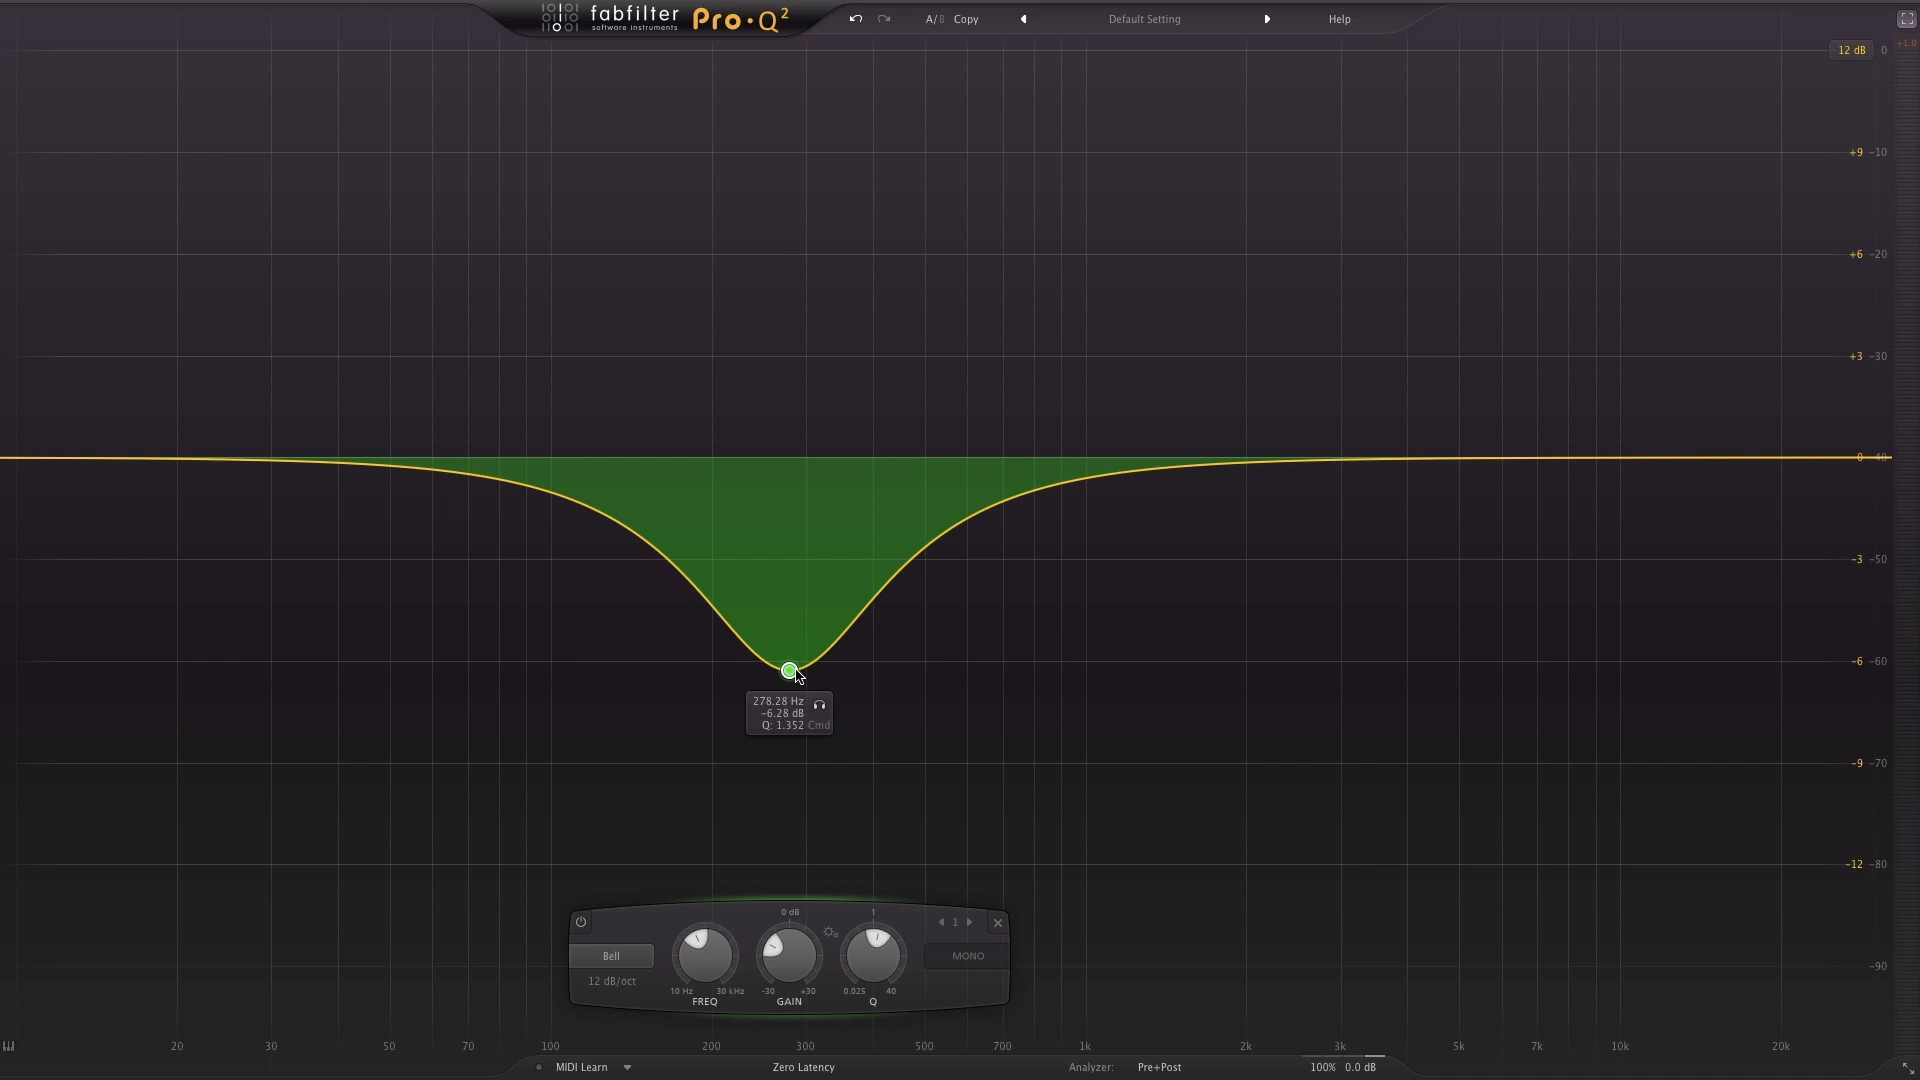 fabfilter Pro·Q²
software instruments
A/B Copy Default Setting Help
12 dB 0 +1.0
+9 -10
+6 -20
+3 -30
0 -40
-3 -50
-6 -60
278.28 Hz
-6.28 dB
Q: 1.352 Cmd
-9 -70
-12 -80
0 dB 1
1
Bell
MONO
-90
12 dB/oct
10 Hz 30 kHz -30 +30 0.025 40
FREQ GAIN Q
20 30 50 70 100 200 300 500 700 1k 2k 3k 5k 7k 10k 20k
MIDI Learn Zero Latency Analyzer: Pre+Post 100% 0.0 dB